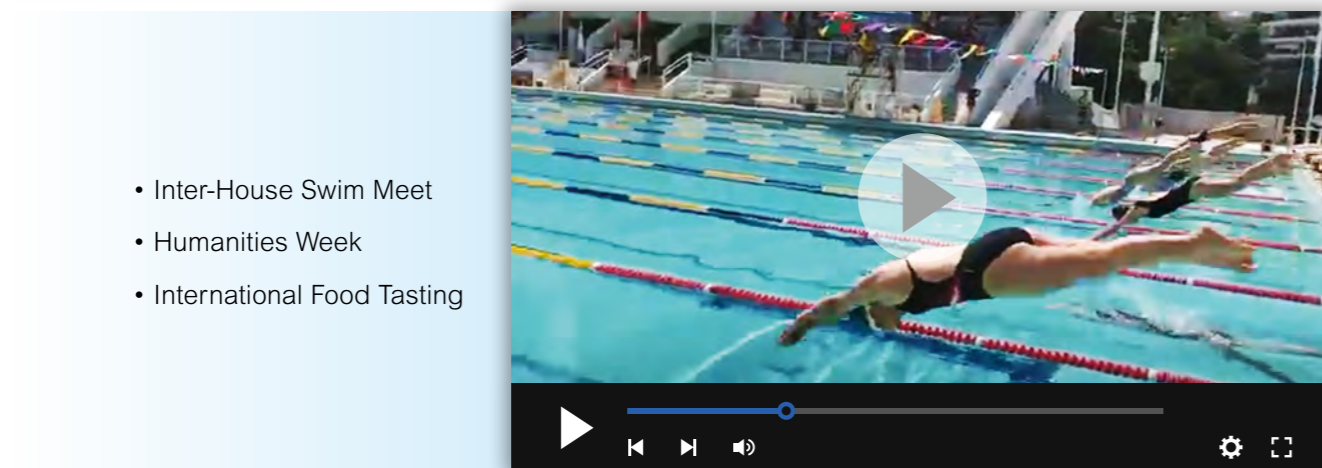 • Inter-House Swim Meet
• Humanities Week
• International Food Tasting